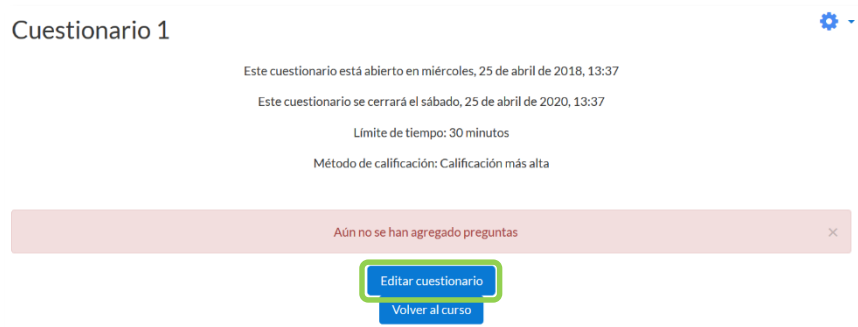 Cuestionario 1
Este cuestionario está abierto en miércoles, 25 de abril de 2018, 13:37
Este cuestionario se cerrará el sábado, 25 de abril de 2020, 13:37
Límite de tiempo: 30 minutos
Método de calificación: Calificación más alta
Aún no se han agregado preguntas
Editar cuestionario
Volver al curso